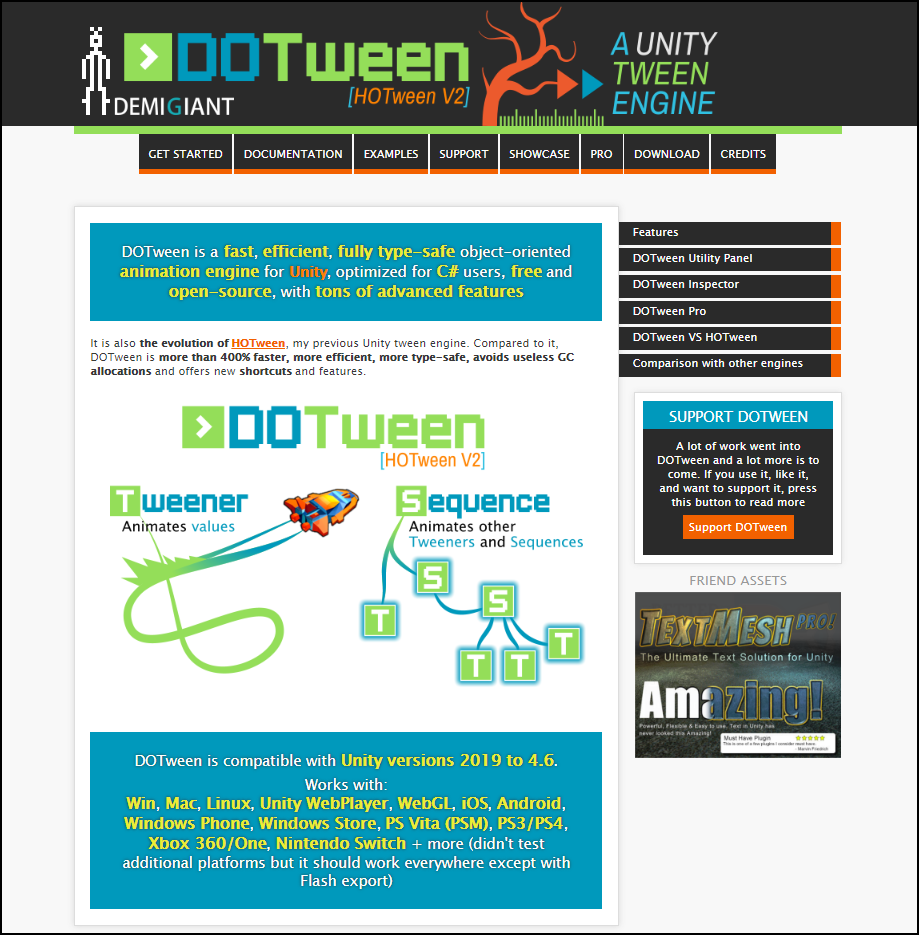 DOTween
[HOTween V2]
DEMIGIANT
A UNITY
TWEEN
ENGINE
GET STARTED
DOCUMENTATION
EXAMPLES
SUPPORT
SHOWCASE
PRO
DOWNLOAD
CREDITS
DOTween is a fast, efficient, fully type-safe object-oriented
animation engine for Unity, optimized for C# users, free and
open-source, with tons of advanced features
It is also the evolution of HOTween, my previous Unity tween engine. Compared to it,
DOTween is more than 400% faster, more efficient, more type-safe, avoids useless GC
allocations and offers new shortcuts and features.
DOTween
[HOTween V2]
Tweener
Animates values
Sequence
Animates other
Tweeners and Sequences
S
T
S
T
T
T
DOTween is compatible with Unity versions 2019 to 4.6.
Works with:
Win, Mac, Linux, Unity WebPlayer, WebGL, iOS, Android,
Windows Phone, Windows Store, PS Vita (PSM), PS3/PS4,
Xbox 360/One, Nintendo Switch + more (didn't test
additional platforms but it should work everywhere except with
Flash export)
Features
DOTween Utility Panel
DOTween Inspector
DOTween Pro
DOTween VS HOTween
Comparison with other engines
SUPPORT DOTWEEN
A lot of work went into
DOTween and a lot more is to
come. If you use it, like it,
and want to support it, press
this button to read more
Support DOTween
FRIEND ASSETS
TEXTMESH PRO!
The Ultimate Text Solution for Unity
Amazing!
Powerful, Flexible & Easy to use, Text in Unity has
never looked this Amazing!
Must Have Plugin
This is one of a few plugins I consider must have.